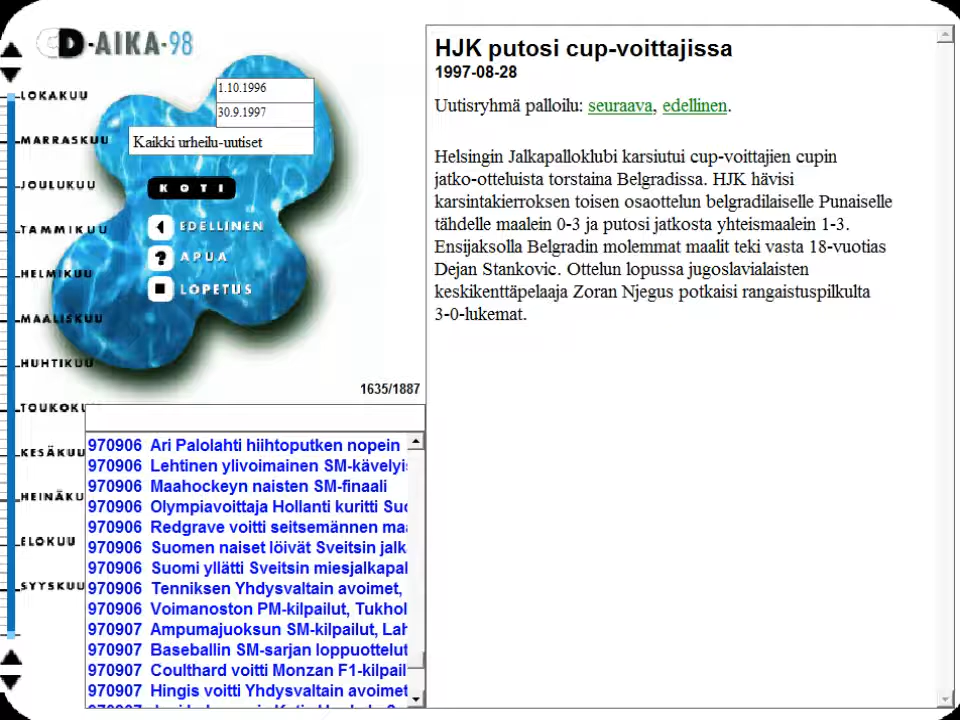 CD-AIKA-98
LOKAKUU
MARRASKUU
JOULUKUU
TAMMIKUU
HELMIKUU
MAALISKUU
HUHTIKUU
TOUKOKU
KESÄKUU
HEINÄKU
ELOKUU
SYYSKUU
1.10.1996
30.9.1997
Kaikki urheilu-uutiset
KOTI
EDELLINEN
? APUA
LOPETUS
1635/1887
970906 Ari Palolahti hiihtoputken nopein
970906 Lehtinen ylivoimainen SM-kävelyis
970906 Maahockeyn naisten SM-finaali
970906 Olympiavoittaja Hollanti kuritti Suo
970906 Redgrave voitti seitsemännen maa
970906 Suomen naiset löivät Sveitsin jalk
970906 Suomi yllätti Sveitsin miesjalkapal
970906 Tenniksen Yhdysvaltain avoimet,
970906 Voimanoston PM-kilpailut, Tukhol
970907 Ampumajuoksun SM-kilpailut, Lah
970907 Baseballin SM-sarjan loppuottelut
970907 Coulthard voitti Monzan F1-kilpail
970907 Hingis voitti Yhdysvaltain avoimet
HJK putosi cup-voittajissa
1997-08-28
Uutisryhmä palloilu: seuraava, edellinen.
Helsingin Jalkapalloklubi karsiutui cup-voittajien cupin
jatko-otteluista torstaina Belgradissa. HJK hävisi
karsintakierroksen toisen osaottelun belgradilaiselle Punaiselle
tähdelle maalein 0-3 ja putosi jatkosta yhteismaalein 1-3.
Ensijaksolla Belgradin molemmat maalit teki vasta 18-vuotias
Dejan Stankovic. Ottelun lopussa jugoslavialaisten
keskikenttäpelaaja Zoran Njegus potkaisi rangaistuspilkulta
3-0-lukemat.